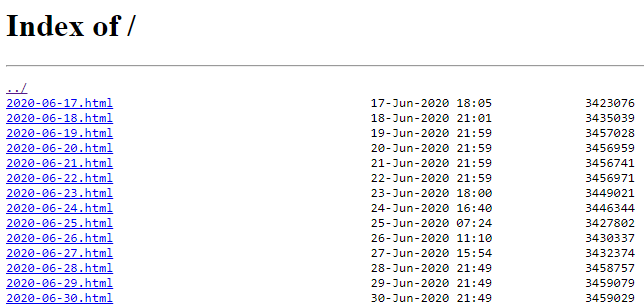 Index of /
../
2020-06-17.html 17-Jun-2020 18:05 3423076
2020-06-18.html 18-Jun-2020 21:01 3435039
2020-06-19.html 19-Jun-2020 21:59 3457028
2020-06-20.html 20-Jun-2020 21:59 3456959
2020-06-21.html 21-Jun-2020 21:59 3456741
2020-06-22.html 22-Jun-2020 21:59 3456971
2020-06-23.html 23-Jun-2020 18:00 3449021
2020-06-24.html 24-Jun-2020 16:40 3446344
2020-06-25.html 25-Jun-2020 07:24 3427802
2020-06-26.html 26-Jun-2020 11:10 3430337
2020-06-27.html 27-Jun-2020 15:54 3432374
2020-06-28.html 28-Jun-2020 21:49 3458757
2020-06-29.html 29-Jun-2020 21:49 3459079
2020-06-30.html 30-Jun-2020 21:49 3459029